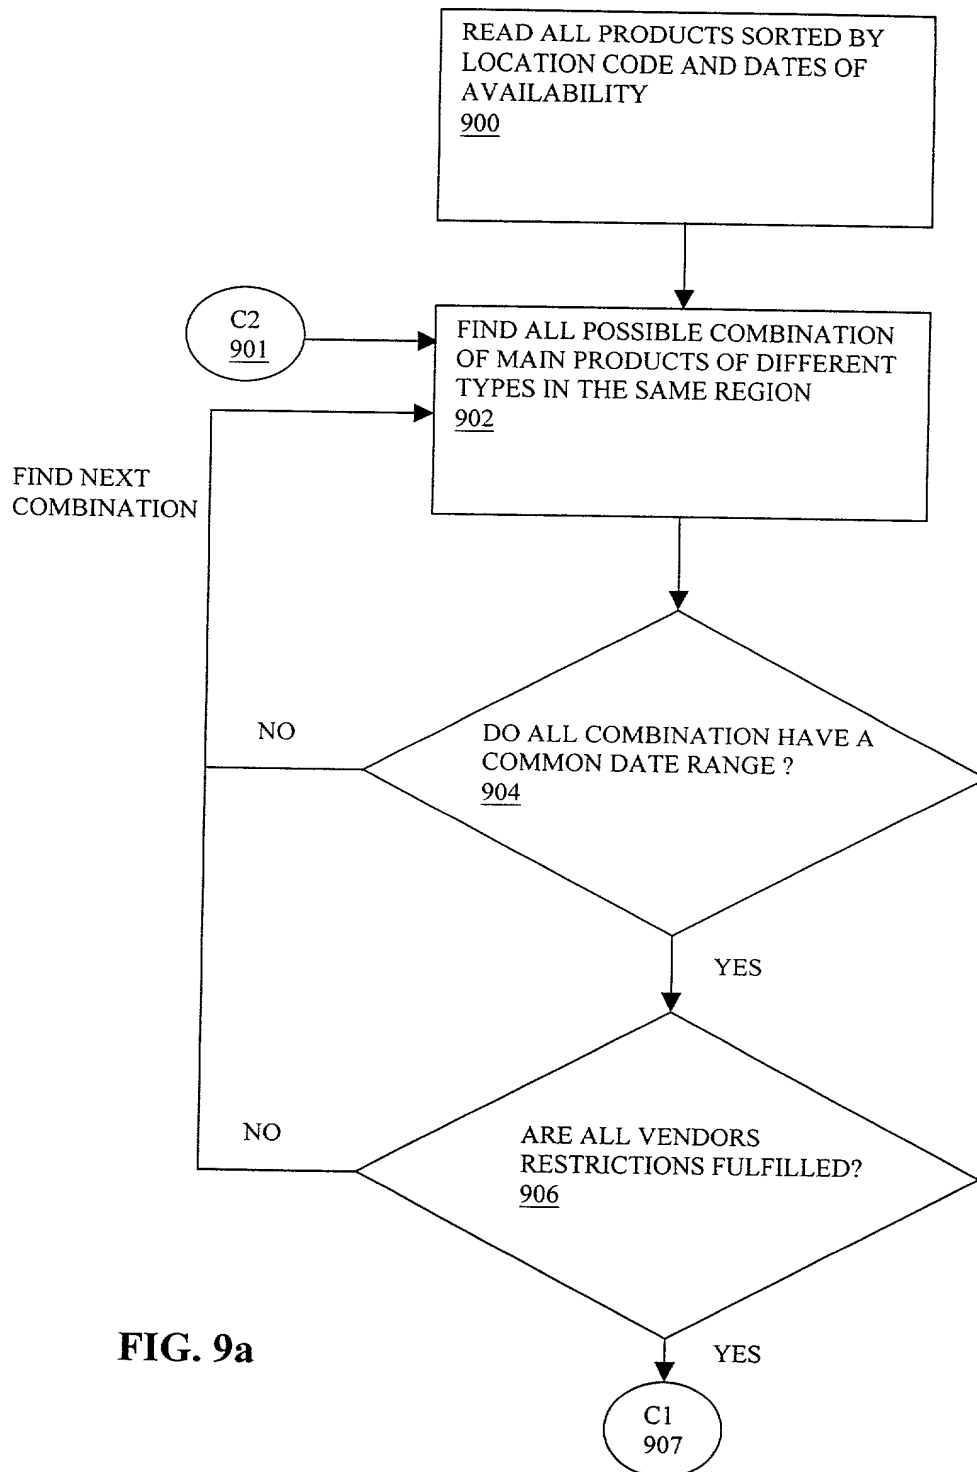 READ ALL PRODUCTS SORTED BY
LOCATION CODE AND DATES OF
AVAILABILITY
900
C2
901
FIND ALL POSSIBLE COMBINATION
OF MAIN PRODUCTS OF DIFFERENT
TYPES IN THE SAME REGION
902
FIND NEXT
COMBINATION
NO
DO ALL COMBINATION HAVE A
COMMON DATE RANGE ?
904
YES
NO
ARE ALL VENDORS
RESTRICTIONS FULFILLED?
906
FIG. 9a
YES
C1
907